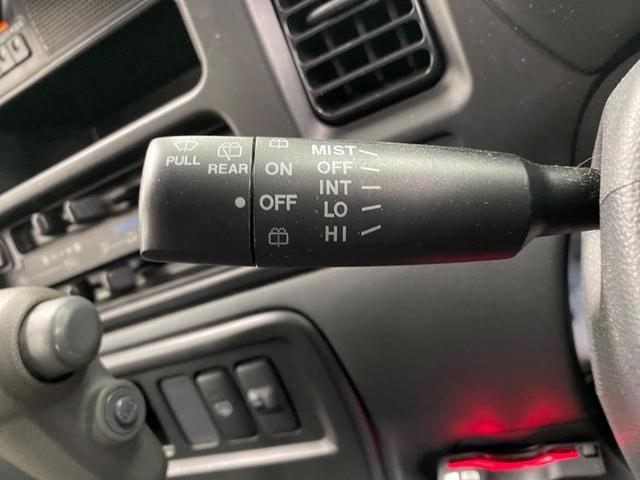 PULL
REAR
ON
OFF
MIST
OFF
INT
LO
HI